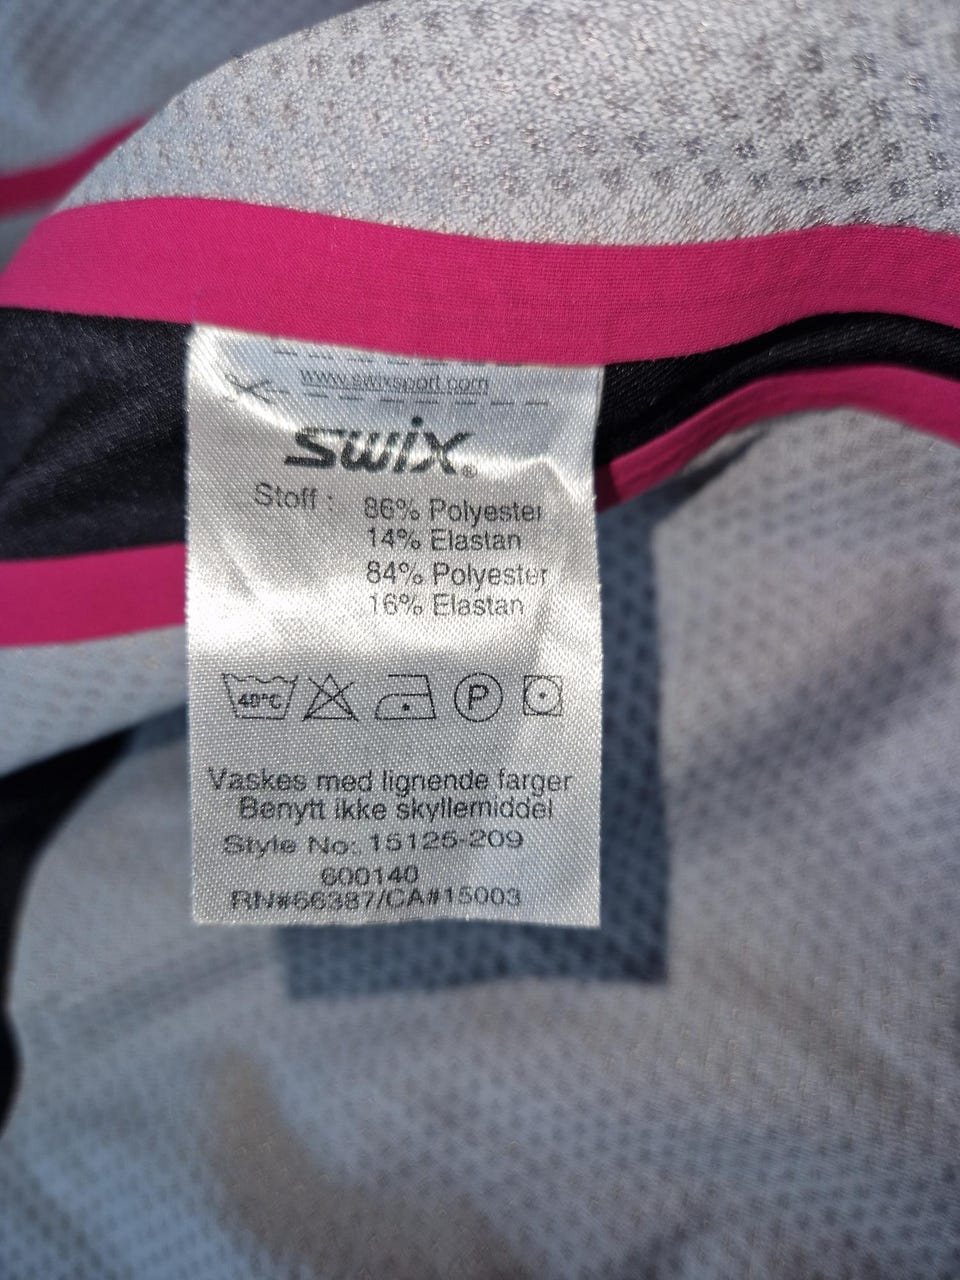 www.swixsport.com
swix®
Stoff : 86% Polyester
14% Elastan
84% Polyester
16% Elastan
40°C P
Vaskes med lignende farger
Benytt ikke skyllemiddel
Style No: 15125-209
600140
RN#66387/CA#15003